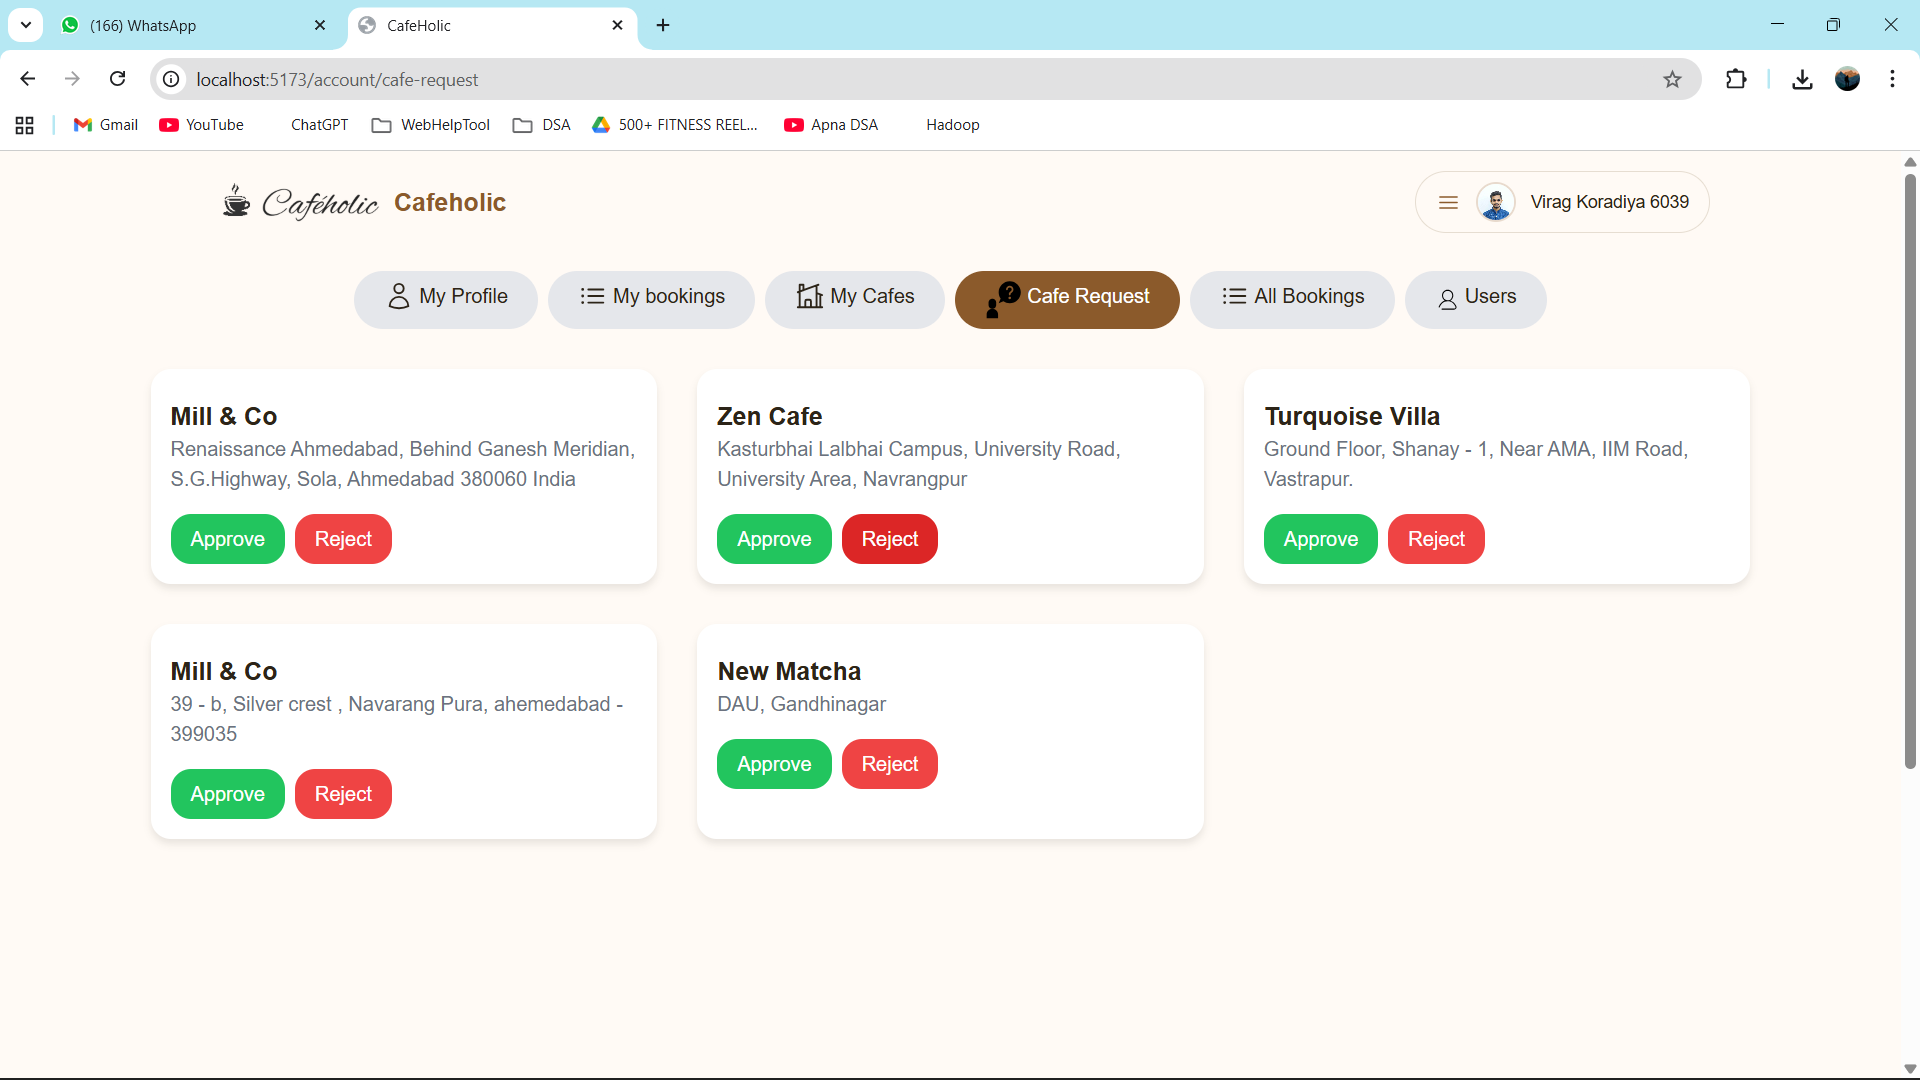 (166) WhatsApp
CafeHolic
localhost:5173/account/cafe-request
Gmail
YouTube
ChatGPT
WebHelpTool
DSA
500+ FITNESS REEL...
Apna DSA
Hadoop
Caféholic Cafeholic
Virag Koradiya 6039
My Profile
My bookings
My Cafes
? Cafe Request
All Bookings
Users
Mill & Co
Renaissance Ahmedabad, Behind Ganesh Meridian,
S.G.Highway, Sola, Ahmedabad 380060 India
Approve Reject
Zen Cafe
Kasturbhai Lalbhai Campus, University Road,
University Area, Navrangpur
Approve Reject
Turquoise Villa
Ground Floor, Shanay - 1, Near AMA, IIM Road,
Vastrapur.
Approve Reject
Mill & Co
39 - b, Silver crest , Navarang Pura, ahemedabad -
399035
Approve Reject
New Matcha
DAU, Gandhinagar
Approve Reject